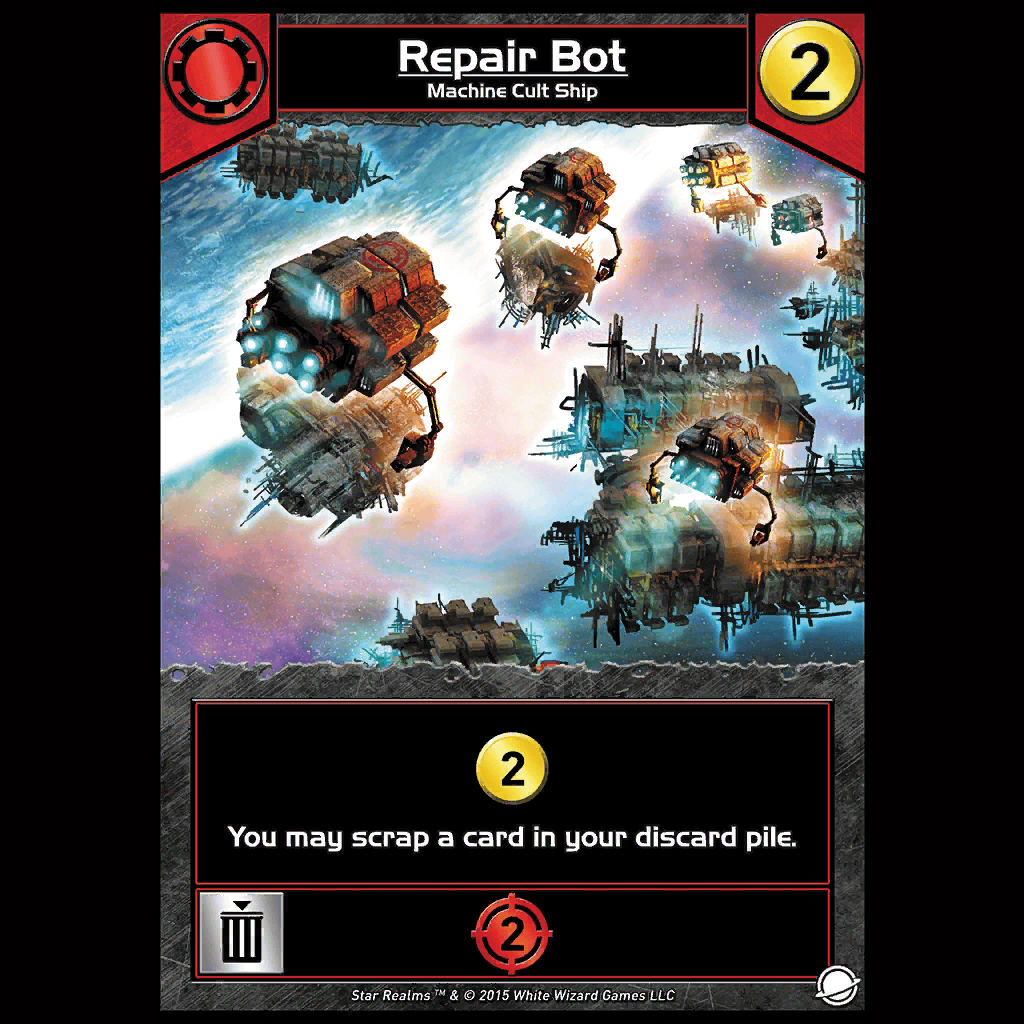 Repair Bot
Machine Cult Ship
2
2
You may scrap a card in your discard pile.
2
Star Realms™ & © 2015 White Wizard Games LLC